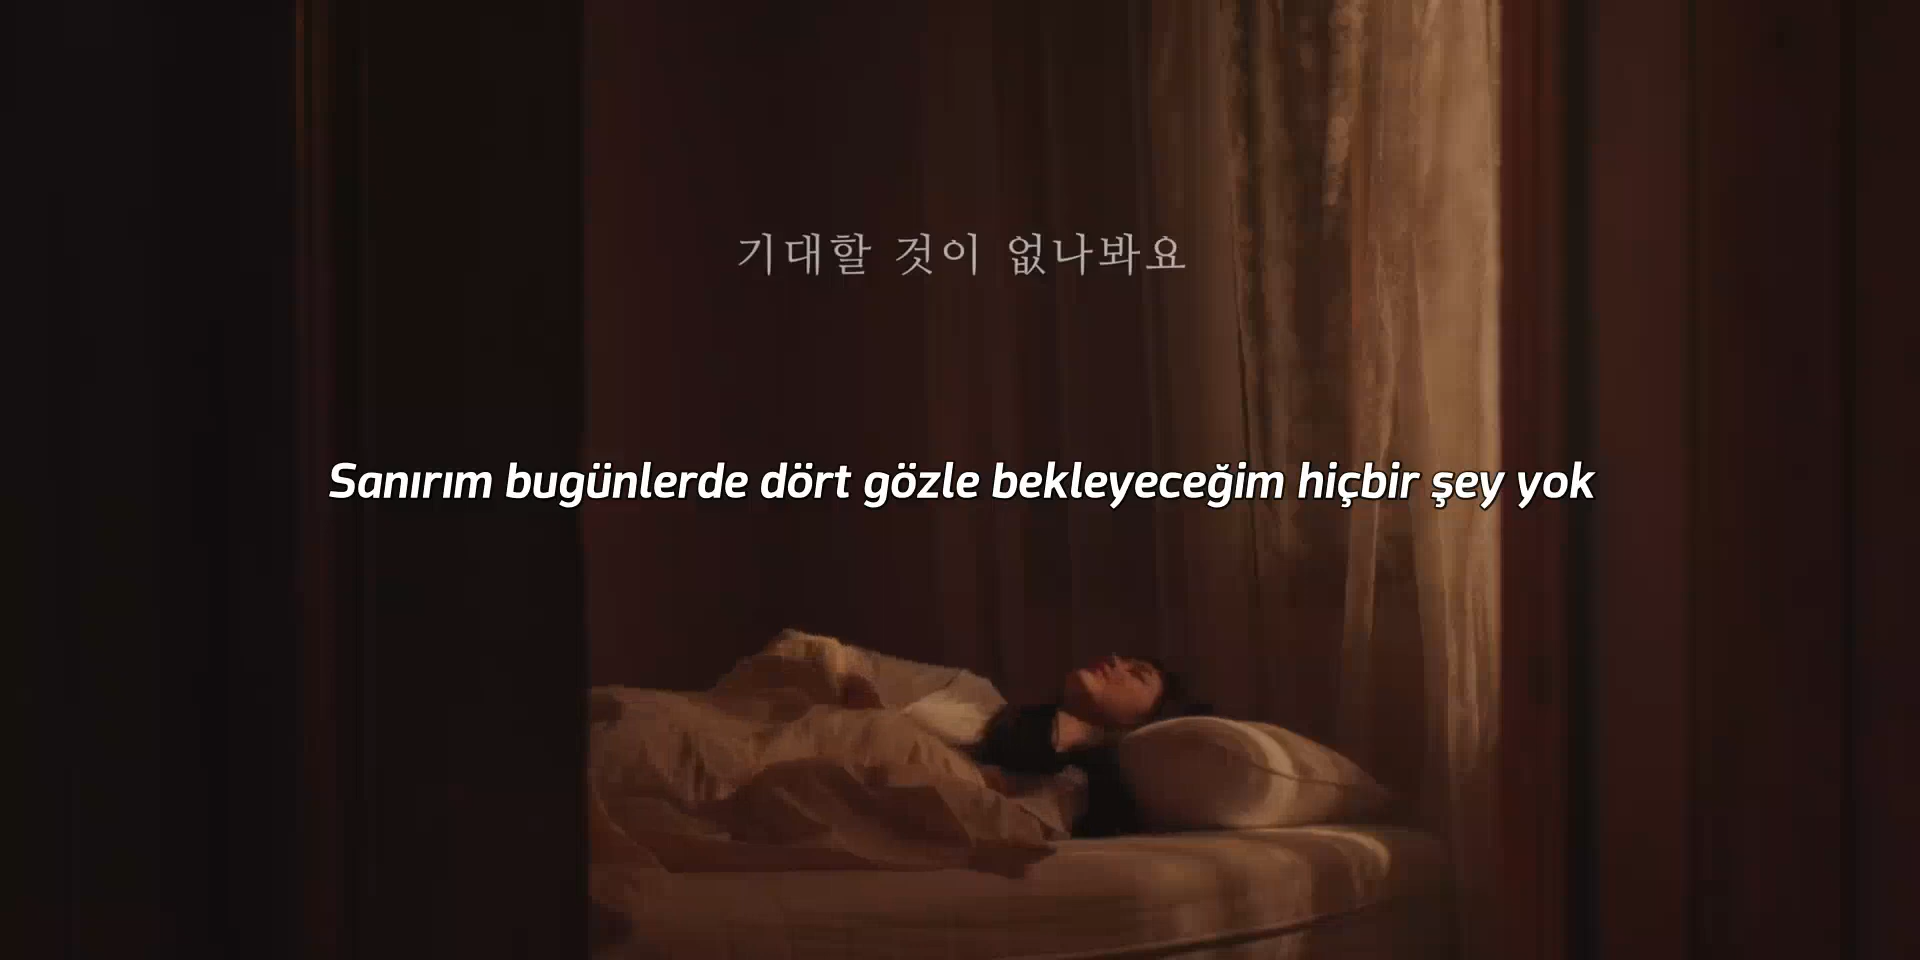 기대할 것이 없나봐요
Sanırım bugünlerde dört gözle bekleyeceğim hiçbir şey yok